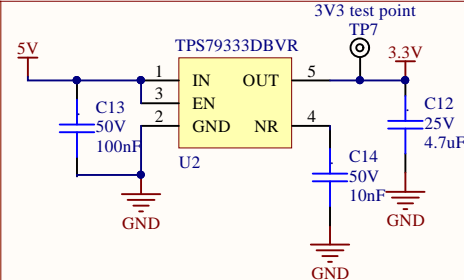 3V3 test point
5V
TPS79333DBVR
TP7
3.3V
1
IN
OUT
5
3
EN
2
GND
NR
4
C13
50V
100nF
U2
C12
25V
4.7uF
C14
50V
10nF
GND
GND
GND